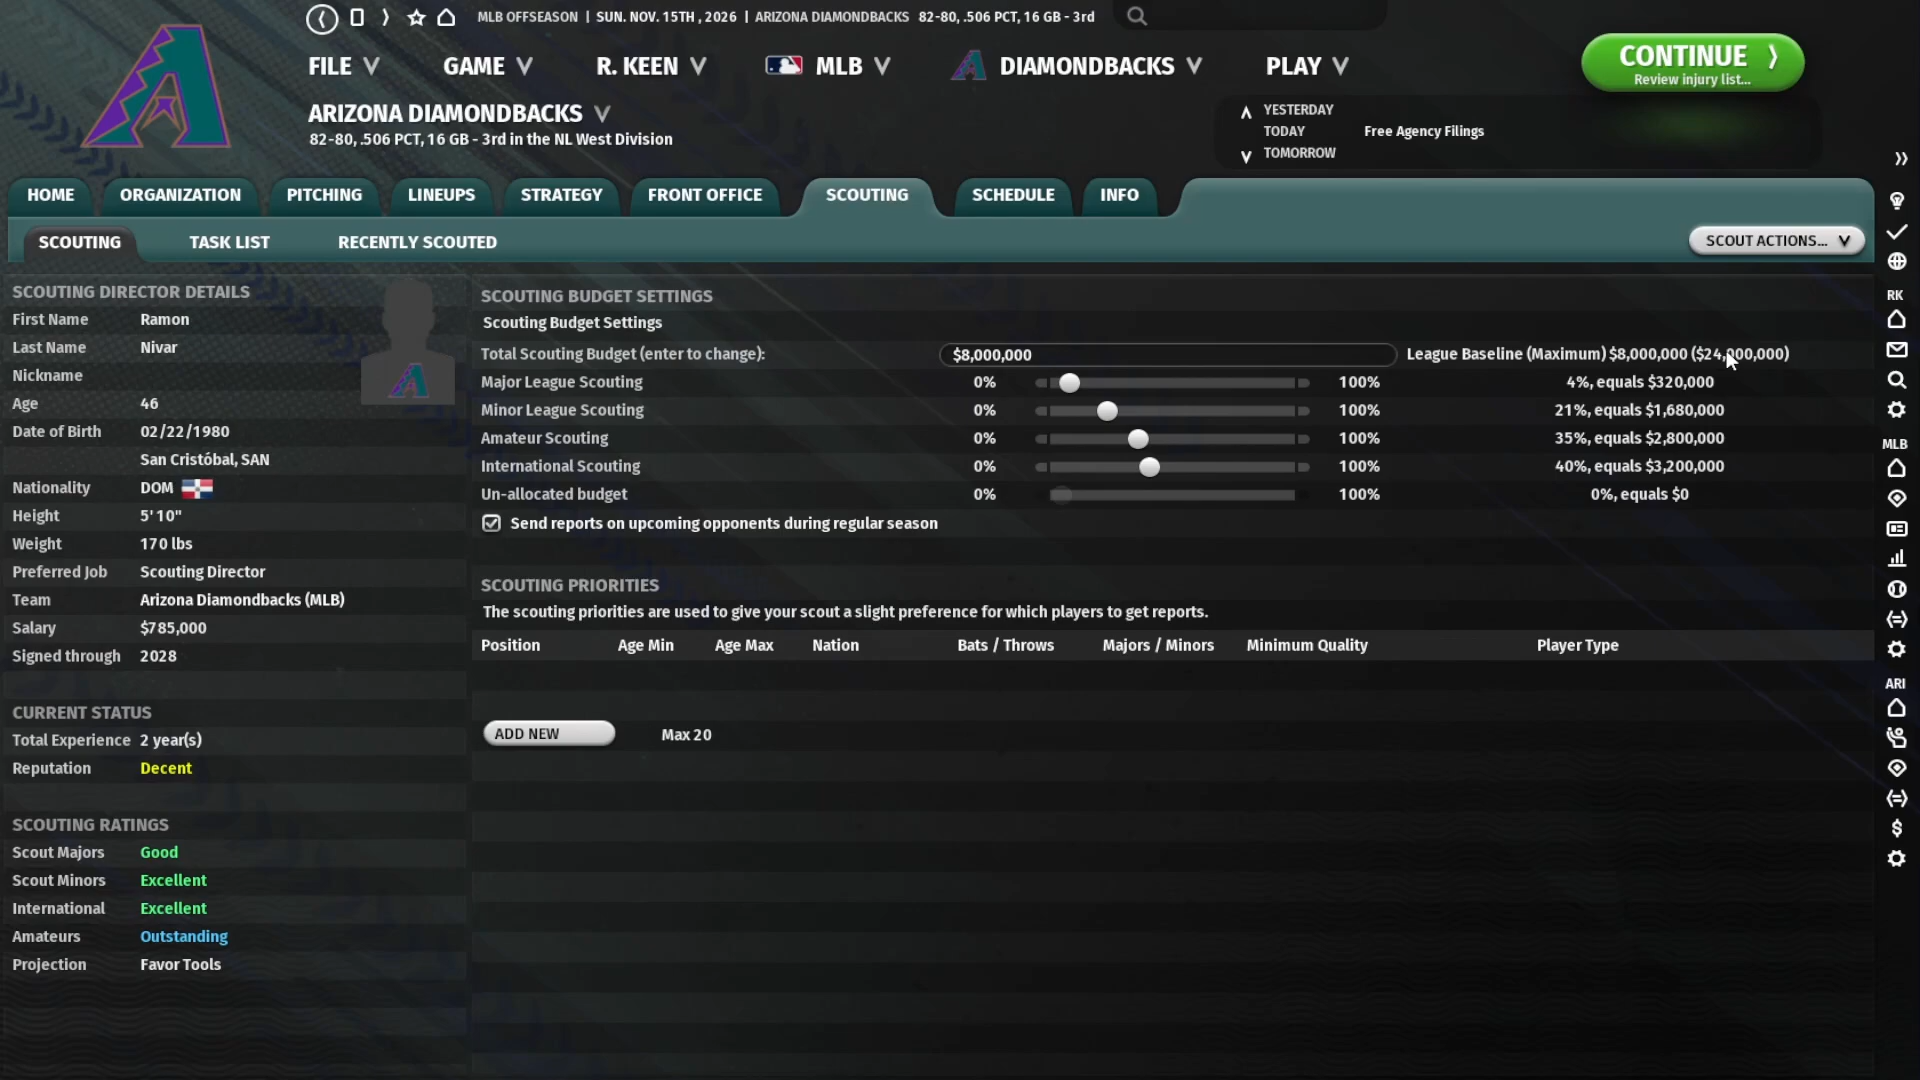 MLB OFFSEASON | SUN. NOV. 15TH , 2026 | ARIZONA DIAMONDBACKS 82-80, .506 PCT, 16 GB - 3rd
FILE GAME R. KEEN MLB DIAMONDBACKS PLAY
CONTINUE
Review injury list...
ARIZONA DIAMONDBACKS
82-80, .506 PCT, 16 GB - 3rd in the NL West Division
YESTERDAY
TODAY Free Agency Filings
TOMORROW
HOME ORGANIZATION PITCHING LINEUPS STRATEGY FRONT OFFICE SCOUTING SCHEDULE INFO
SCOUTING TASK LIST RECENTLY SCOUTED SCOUT ACTIONS...
SCOUTING DIRECTOR DETAILS
First Name Ramon
Last Name Nivar
Nickname
Age 46
Date of Birth 02/22/1980
San Cristóbal, SAN
Nationality DOM
Height 5' 10"
Weight 170 lbs
Preferred Job Scouting Director
Team Arizona Diamondbacks (MLB)
Salary $785,000
Signed through 2028
CURRENT STATUS
Total Experience 2 year(s)
Reputation Decent
SCOUTING RATINGS
Scout Majors Good
Scout Minors Excellent
International Excellent
Amateurs Outstanding
Projection Favor Tools
SCOUTING BUDGET SETTINGS
Scouting Budget Settings
Total Scouting Budget (enter to change): $8,000,000 League Baseline (Maximum) $8,000,000 ($24,000,000)
Major League Scouting 0% 100% 4%, equals $320,000
Minor League Scouting 0% 100% 21%, equals $1,680,000
Amateur Scouting 0% 100% 35%, equals $2,800,000
International Scouting 0% 100% 40%, equals $3,200,000
Un-allocated budget 0% 100% 0%, equals $0
Send reports on upcoming opponents during regular season
SCOUTING PRIORITIES
The scouting priorities are used to give your scout a slight preference for which players to get reports.
Position Age Min Age Max Nation Bats / Throws Majors / Minors Minimum Quality Player Type
ADD NEW Max 20
RK
MLB
ARI